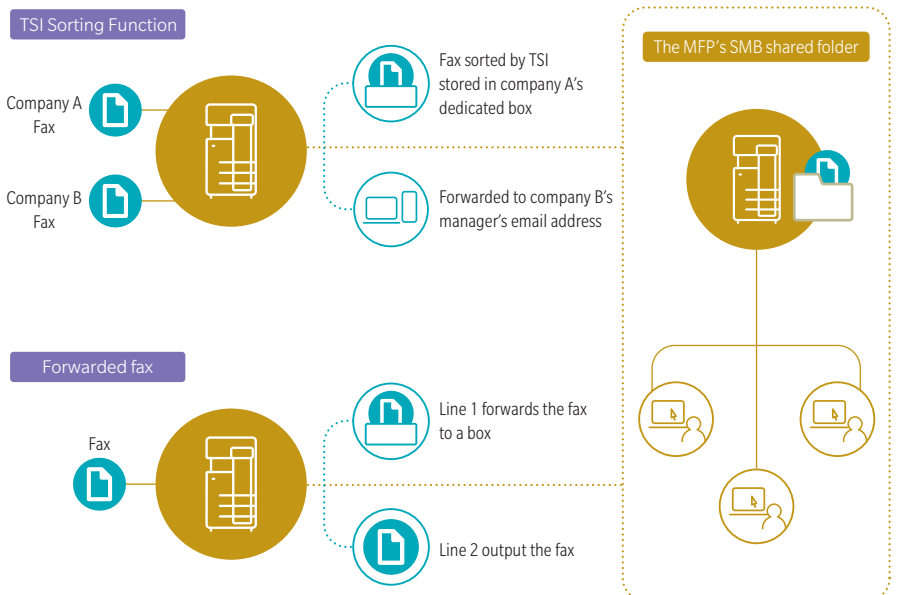 TSI Sorting Function
Company A
Fax
Company B
Fax
Fax sorted by TSI
stored in company A's
dedicated box
Forwarded to company B's
manager's email address
Forwarded fax
Fax
Line 1 forwards the fax
to a box
Line 2 output the fax
The MFP's SMB shared folder